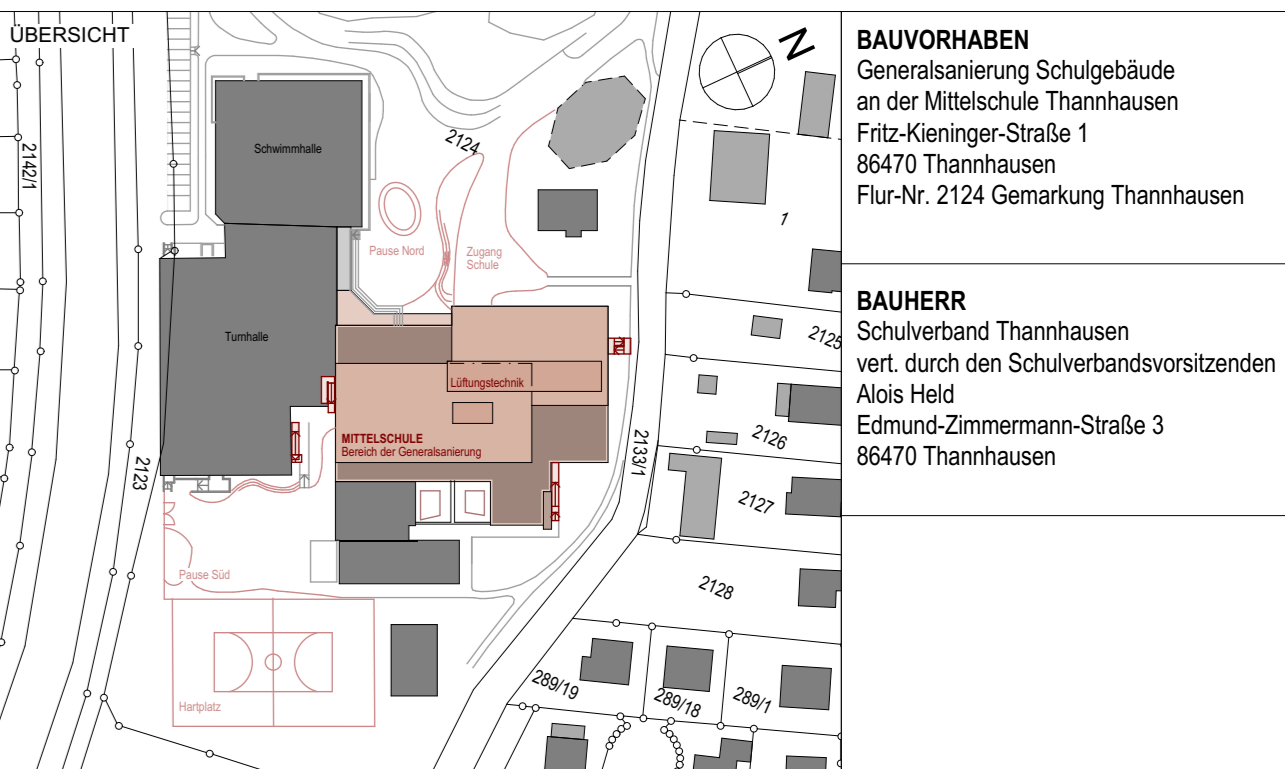 ÜBERSICHT
N
2142/1
Schwimmhalle
2124
1
Pause Nord
Zugang
Schule
Turnhalle
2125
Lüftungstechnik
MITTELSCHULE
Bereich der Generalsanierung
2126
2123
2133/1
2127
Pause Süd
2128
289/19
289/18
289/1
Hartplatz
BAUVORHABEN
Generalsanierung Schulgebäude
an der Mittelschule Thannhausen
Fritz-Kieninger-Straße 1
86470 Thannhausen
Flur-Nr. 2124 Gemarkung Thannhausen
BAUHERR
Schulverband Thannhausen
vert. durch den Schulverbandsvorsitzenden
Alois Held
Edmund-Zimmermann-Straße 3
86470 Thannhausen